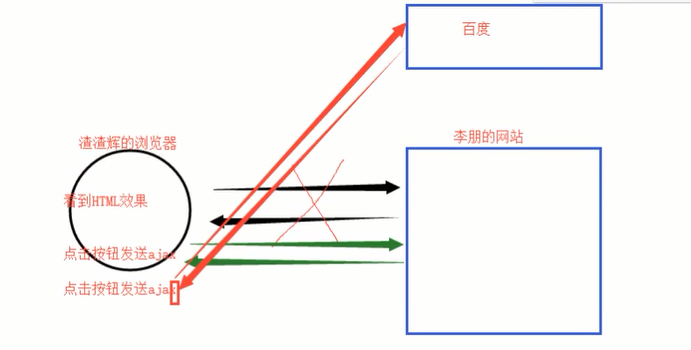 百度
李朋的网站
渣渣辉的浏览器
看到HTML效果
点击按钮发送ajax
点击按钮发送ajax